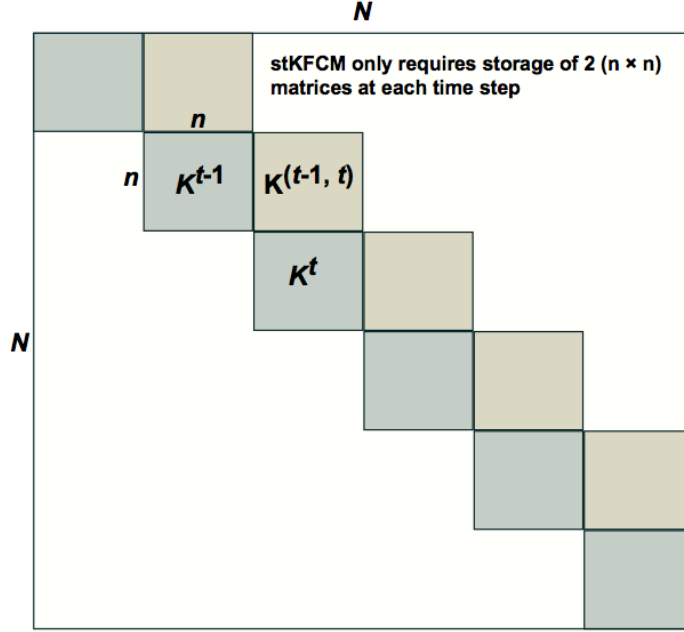 N
stKFCM only requires storage of 2 (n × n)
matrices at each time step
n
n
K^{t-1}
K^{(t-1, t)}
K^t
N